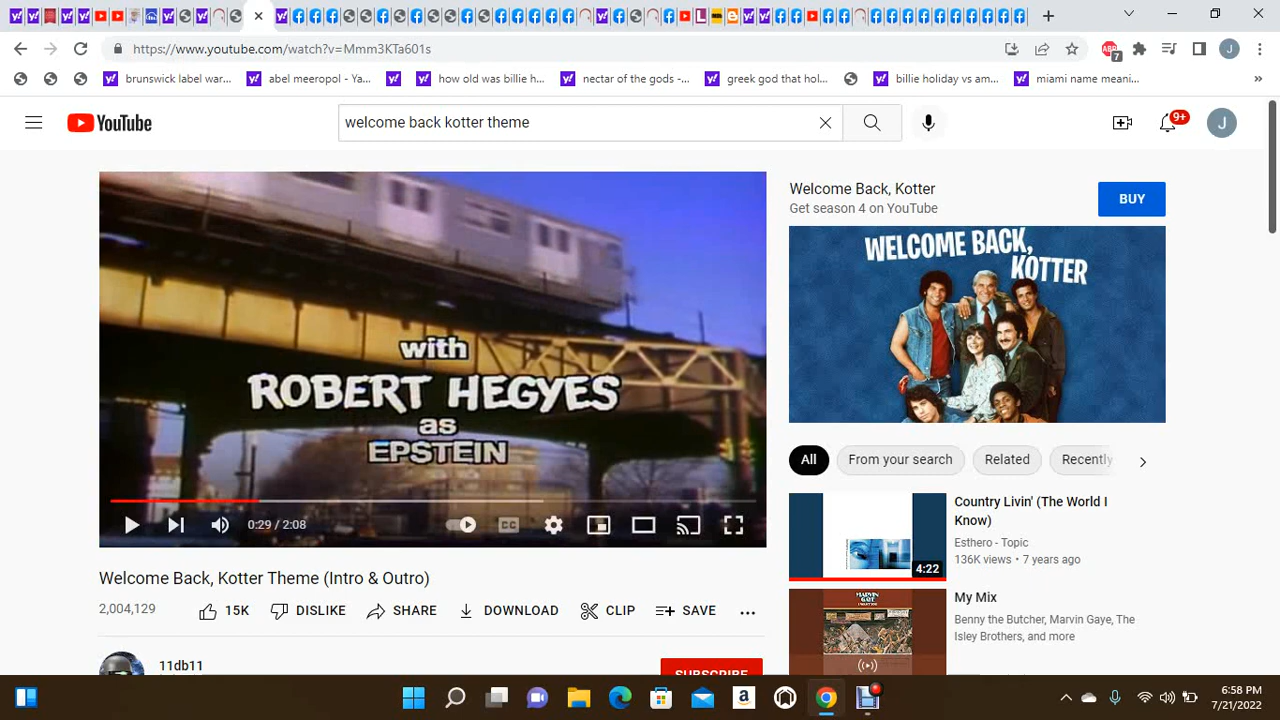 https://www.youtube.com/watch?v=Mmm3KTa601s
7
J
brunswick label war...
abel meeropol - Ya...
how old was billie h...
nectar of the gods -...
greek god that hol...
billie holiday vs am...
miami name meani...
»
YouTube
welcome back kotter theme
9+
J
with
ROBERT HEGYES
as
EPSTEIN
0:29 / 2:08
CC
Welcome Back, Kotter Theme (Intro & Outro)
2,004,129
15K
DISLIKE
SHARE
DOWNLOAD
CLIP
SAVE
11db11
SUBSCRIBE
Welcome Back, Kotter
Get season 4 on YouTube
BUY
WELCOME BACK,
KOTTER
All
From your search
Related
Recently
Country Livin' (The World I
Know)
Esthero - Topic
136K views • 7 years ago
4:22
MARVIN
GAYE
My Mix
Benny the Butcher, Marvin Gaye, The
Isley Brothers, and more
6:58 PM
7/21/2022